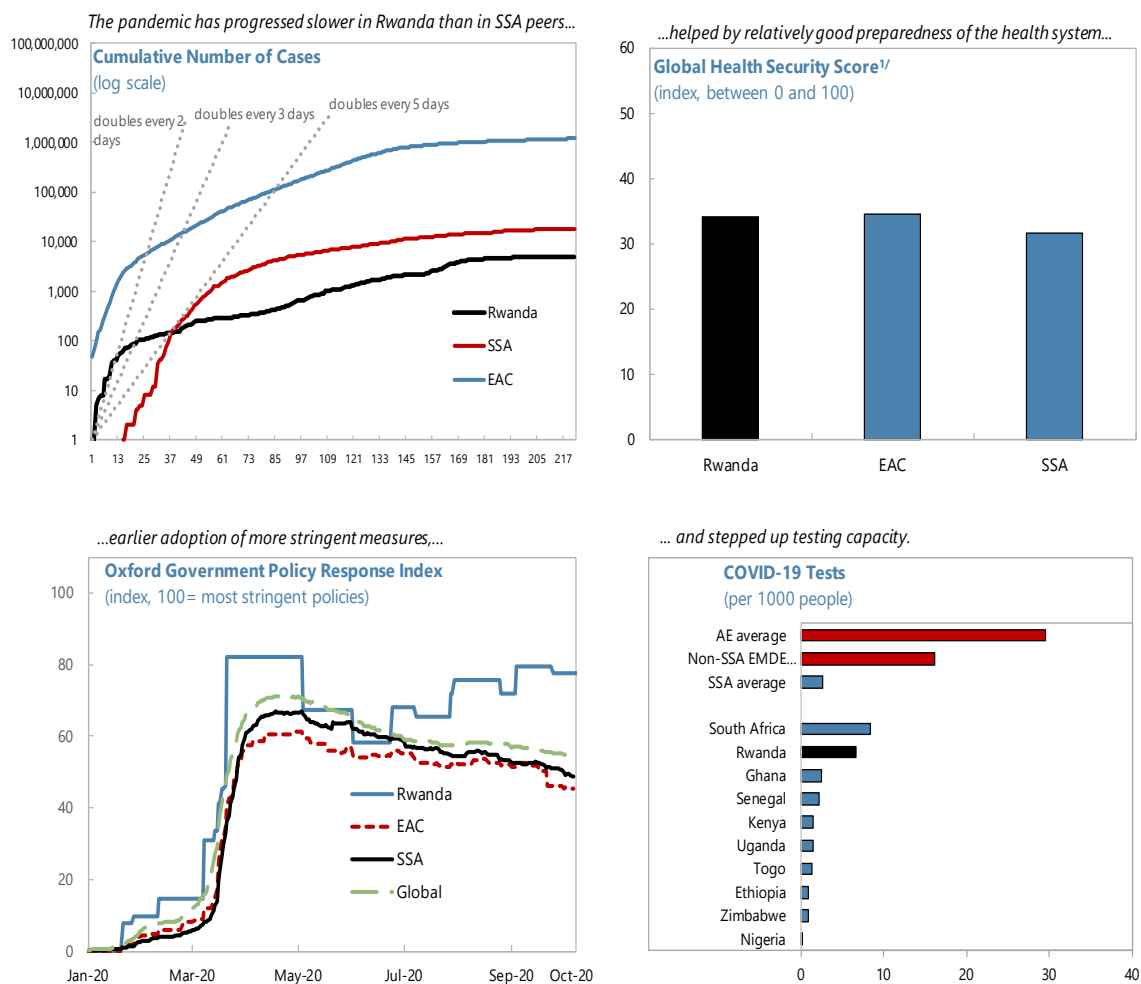 The pandemic has progressed slower in Rwanda than in SSA peers...
Cumulative Number of Cases
(log scale)
100,000,000
10,000,000
1,000,000
100,000
10,000
1,000
100
10
1
doubles every 2
days
doubles every 3 days
doubles every 5 days
Rwanda
SSA
EAC
1 13 25 37 49 61 73 85 97 109 121 133 145 157 169 181 193 205 217
...helped by relatively good preparedness of the health system...
Global Health Security Score1/
(index, between 0 and 100)
60
50
40
30
20
10
0
Rwanda EAC SSA
...earlier adoption of more stringent measures,...
Oxford Government Policy Response Index
(index, 100= most stringent policies)
100
80
60
40
20
0
Rwanda
EAC
SSA
Global
Jan-20 Mar-20 May-20 Jul-20 Sep-20 Oct-20
... and stepped up testing capacity.
COVID-19 Tests
(per 1000 people)
AE average
Non-SSA EMDE...
SSA average
South Africa
Rwanda
Ghana
Senegal
Kenya
Uganda
Togo
Ethiopia
Zimbabwe
Nigeria
0 10 20 30 40